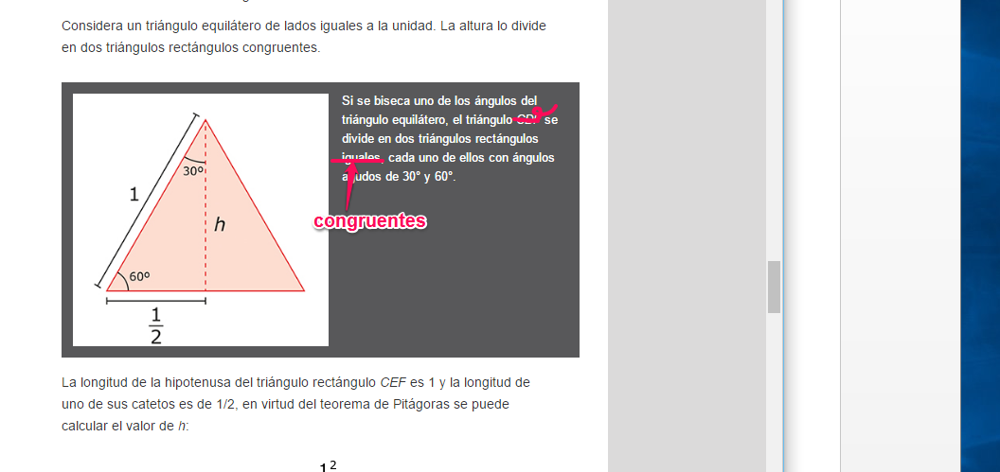 Considera un triángulo equilátero de lados iguales a la unidad. La altura lo divide
en dos triángulos rectángulos congruentes.
Si se biseca uno de los ángulos del
triángulo equilátero, el triángulo se
divide en dos triángulos rectángulos
iguales, cada uno de ellos con ángulos
agudos de 30° y 60°.
congruentes
30º
1
h
60º
1
2
La longitud de la hipotenusa del triángulo rectángulo CEF es 1 y la longitud de
uno de sus catetos es de 1/2, en virtud del teorema de Pitágoras se puede
calcular el valor de h:
1 2